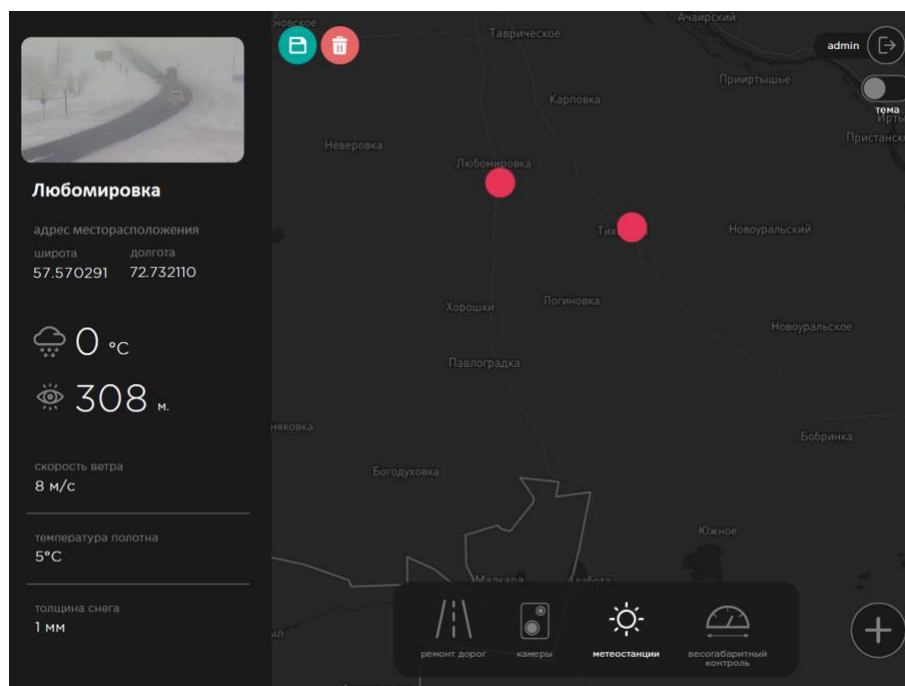 Любомировка
адрес месторасположения
широта долгота
57.570291 72.732110
0 °C
308 м.
скорость ветра
8 м/с
температура полотна
5°C
толщина снега
1 мм
Ачаирский
Таврическое
admin
Прииртышье
Карповка
тема
Неверовка
Любомировка
Новоуральский
Логиновка
Хорошки
Новоуральское
Павлоградка
Бобринка
Богодуховка
Южное
ремонт дорог
камеры
метеостанции
весогабаритный
контроль